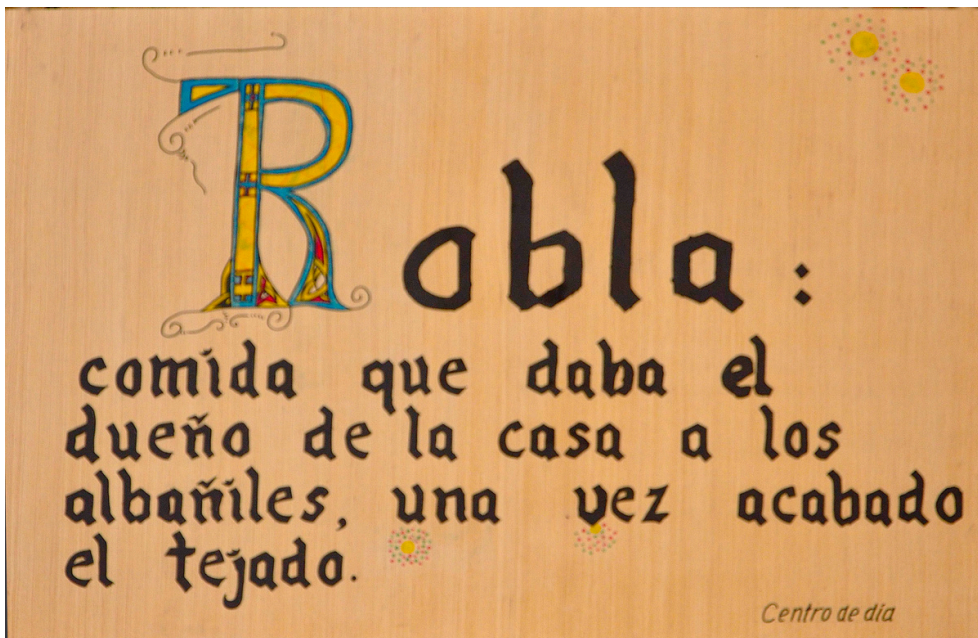 Robla:
comida que daba el
dueño de la casa a los
albañiles, una vez acabado
el tejado.
Centro de día